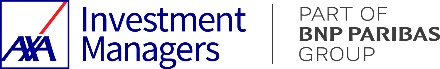 AXA
Investment
Managers
PART OF
BNP PARIBAS
GROUP